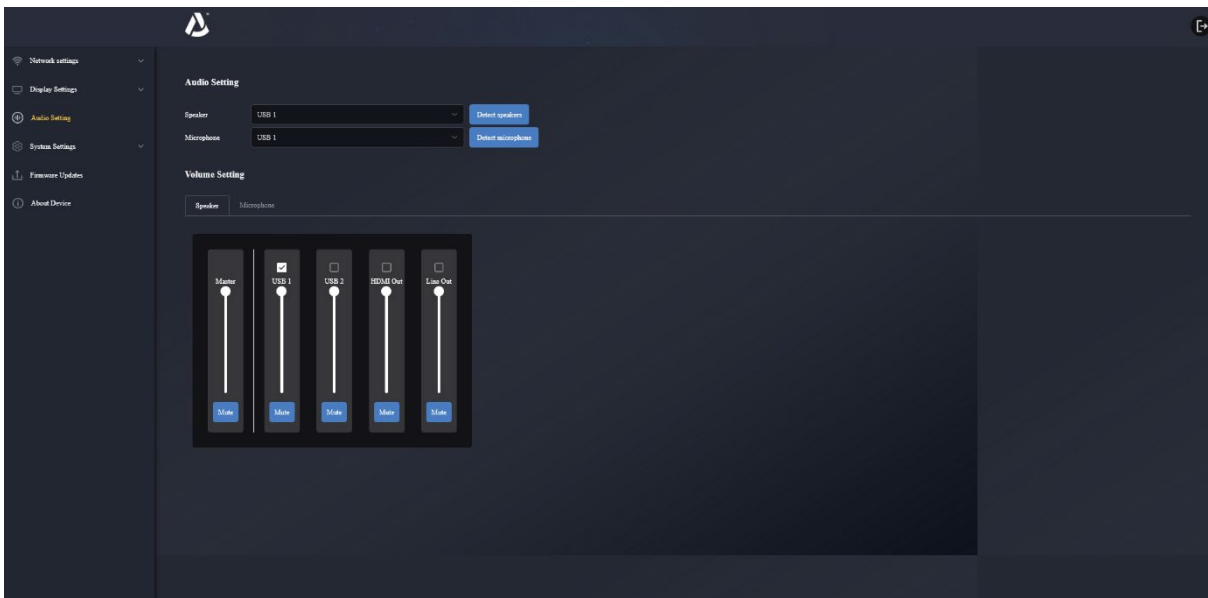 Network settings
Display Settings
Audio Setting
System Settings
Firmware Updates
About Device
Audio Setting
Speaker USB 1 Detect speakers
Microphone USB 1 Detect microphone
Volume Setting
Speaker Microphone
Master USB 1 USB 2 HDMI Out Line Out
Mute Mute Mute Mute Mute